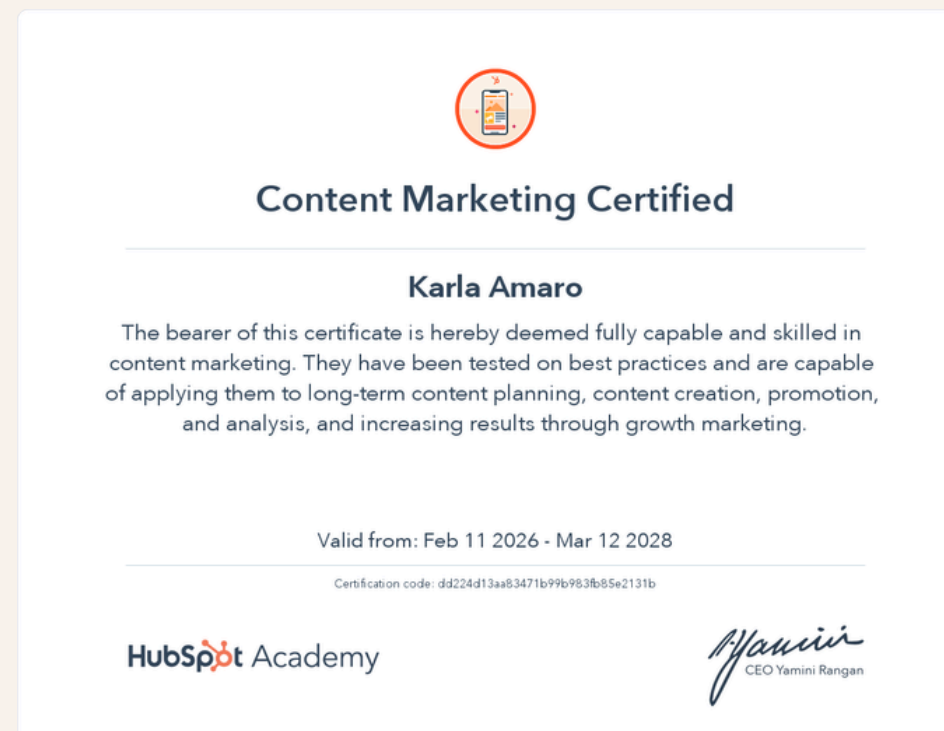 Content Marketing Certified
Karla Amaro
The bearer of this certificate is hereby deemed fully capable and skilled in
content marketing. They have been tested on best practices and are capable
of applying them to long-term content planning, content creation, promotion,
and analysis, and increasing results through growth marketing.
Valid from: Feb 11 2026 - Mar 12 2028
Certification code: dd224d13aa83471b99b983fb85e2131b
HubSpot Academy
CEO Yamini Rangan